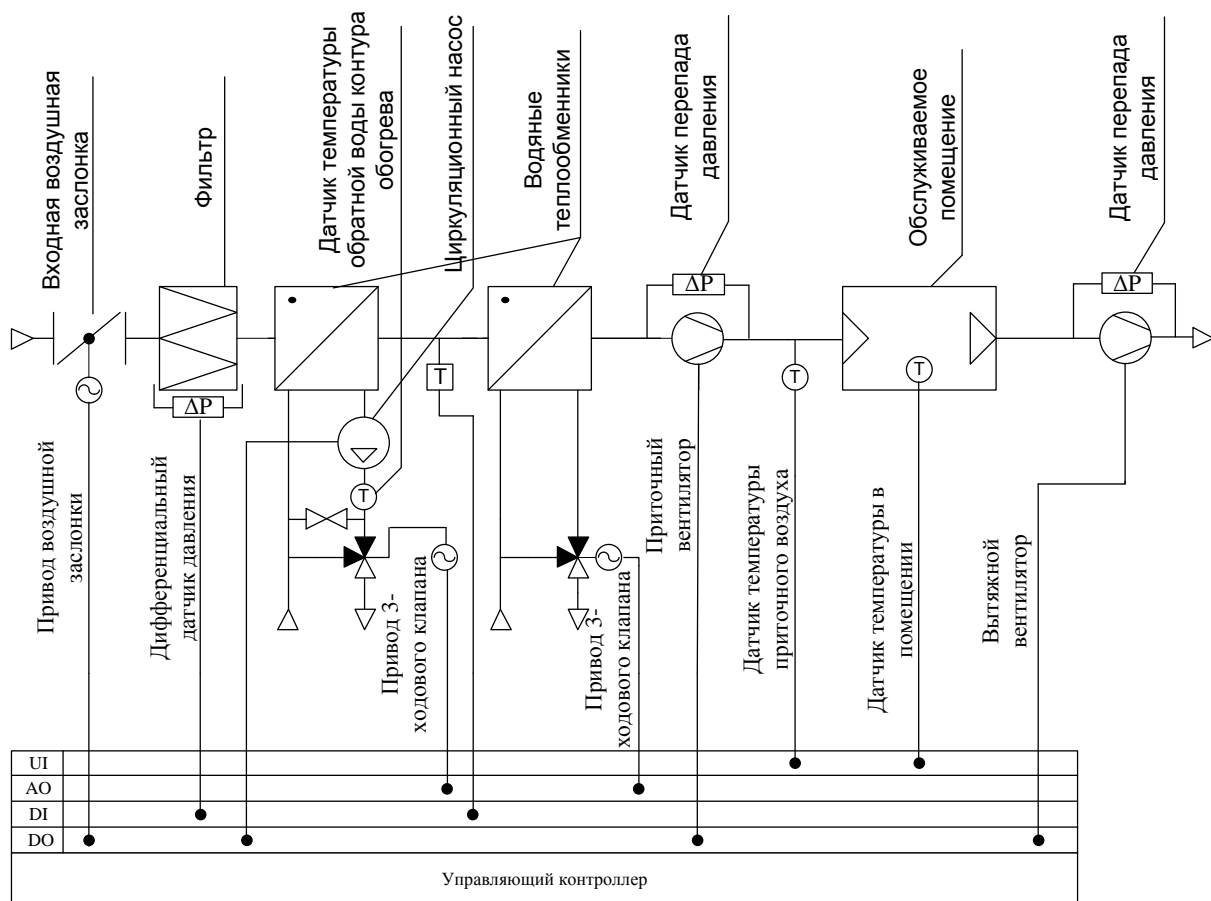 Входная воздушная
заслонка
Фильтр
Датчик температуры
обратной воды контура
обогрева
Циркуляционный насос
Водяные
теплообменники
Датчик перепада
давления
Обслуживаемое
помещение
Датчик перепада
давления
ΔP
ΔP
ΔP
T
T
T
T
Привод воздушной
заслонки
Дифференциальный
датчик давления
Привод 3-
ходового клапана
Привод 3-
ходового клапана
Приточный
вентилятор
Датчик температуры
приточного воздуха
Датчик температуры в
помещении
Вытяжной
вентилятор
UI
AO
DI
DO
Управляющий контроллер